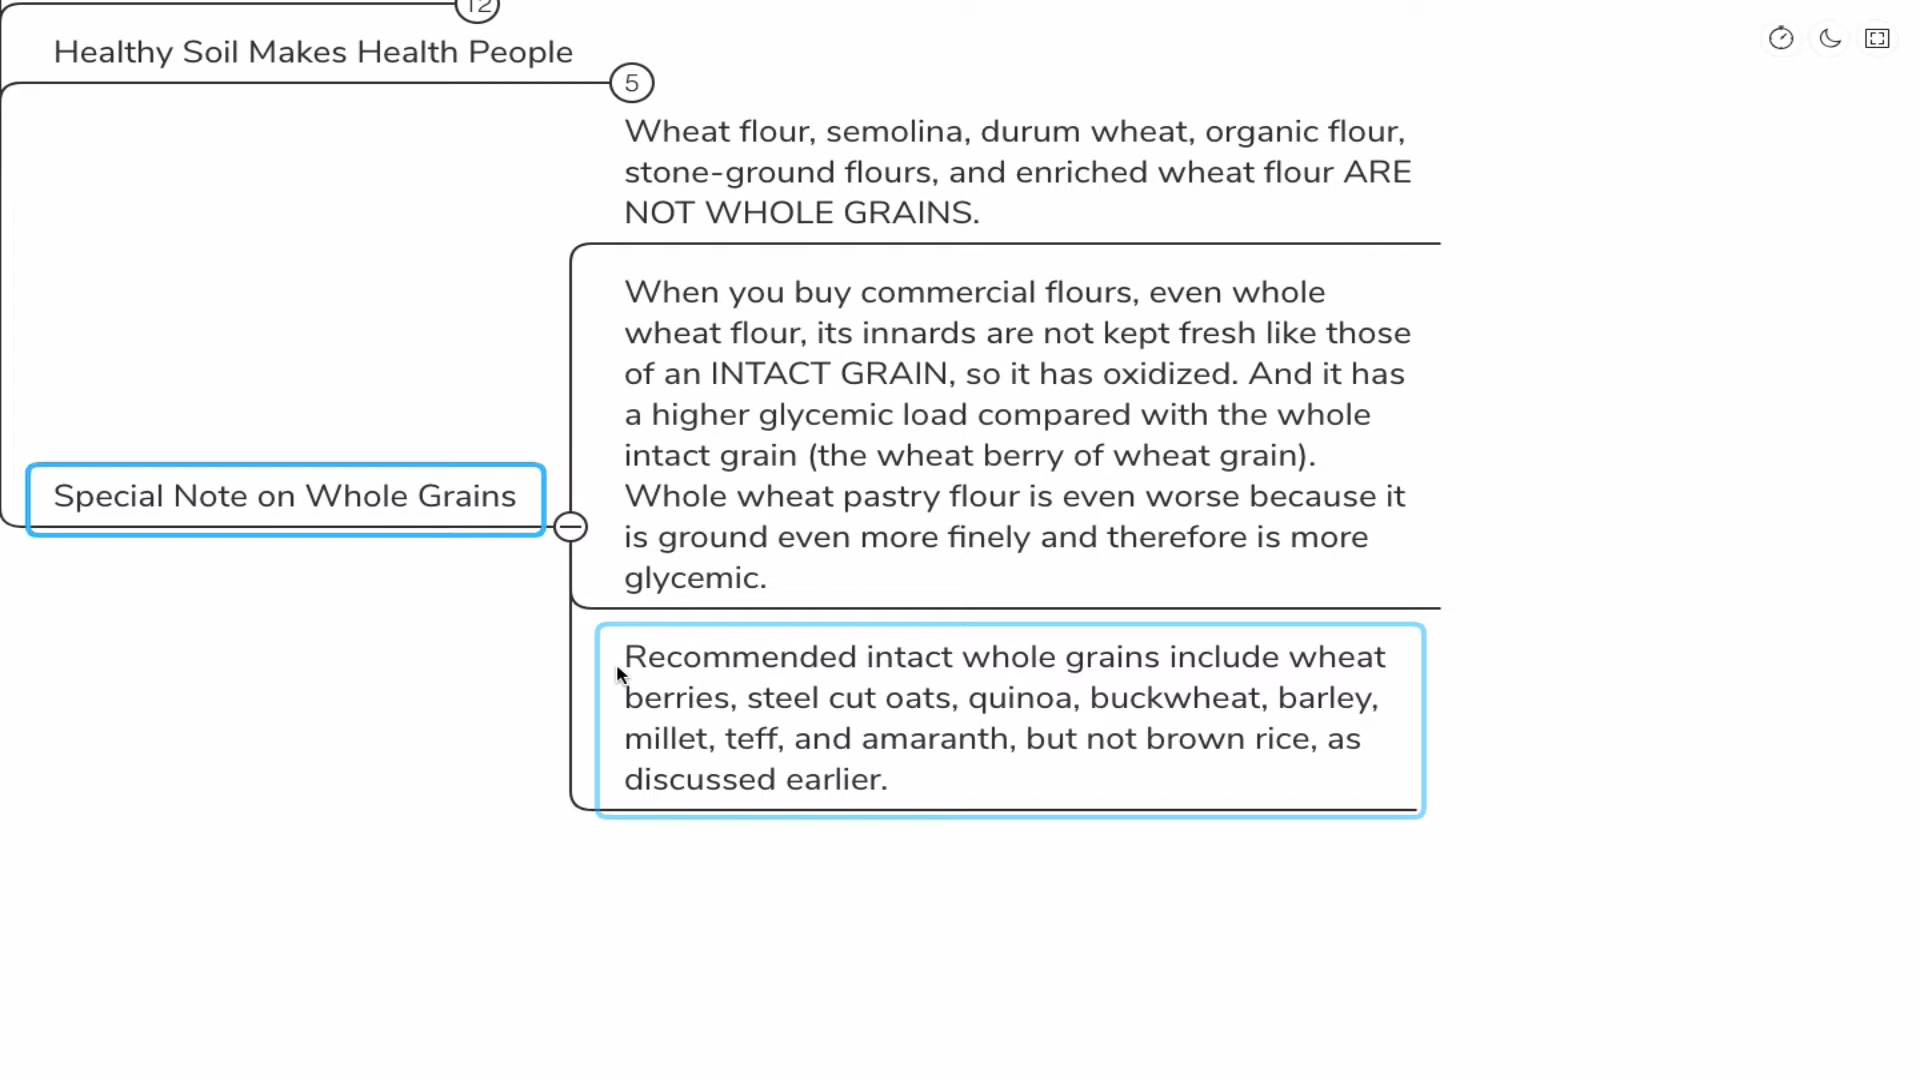 12
Healthy Soil Makes Health People
5
Wheat flour, semolina, durum wheat, organic flour,
stone-ground flours, and enriched wheat flour ARE
NOT WHOLE GRAINS.
When you buy commercial flours, even whole
wheat flour, its innards are not kept fresh like those
of an INTACT GRAIN, so it has oxidized. And it has
a higher glycemic load compared with the whole
intact grain (the wheat berry of wheat grain).
Whole wheat pastry flour is even worse because it
is ground even more finely and therefore is more
glycemic.
Special Note on Whole Grains
Recommended intact whole grains include wheat
berries, steel cut oats, quinoa, buckwheat, barley,
millet, teff, and amaranth, but not brown rice, as
discussed earlier.